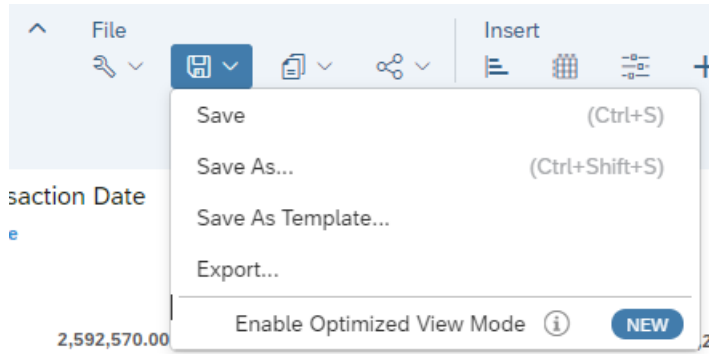 File Insert
Save (Ctrl+S)
Save As... (Ctrl+Shift+S)
saction Date
Save As Template...
e
Export...
Enable Optimized View Mode NEW
2,592,570.00